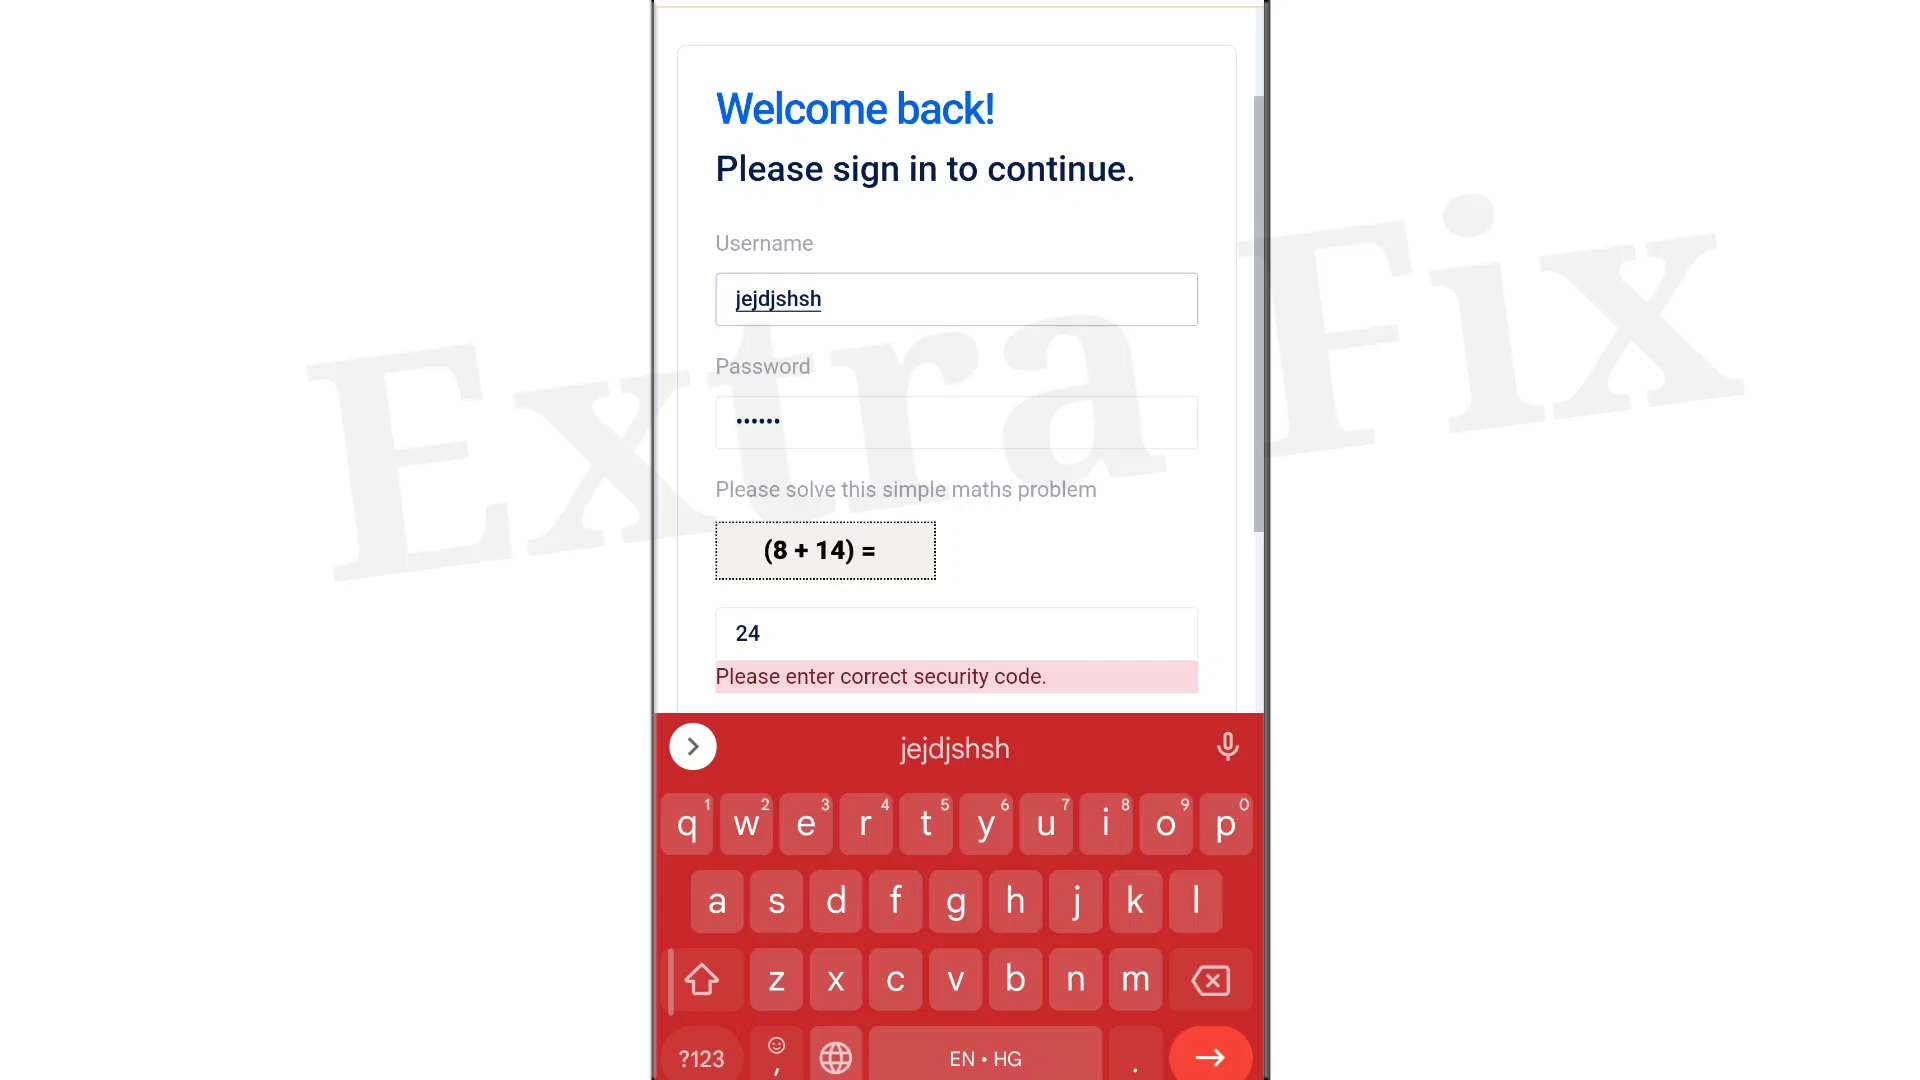 Welcome back!
Please sign in to continue.
Username
jejdjshsh
Password
••••••
Please solve this simple maths problem
(8 + 14) =
24
Please enter correct security code.
Extra Fix
jejdjshsh
q1 w2 e3 r4 t5 y6 u7 i8 o9 p0
a s d f g h j k l
z x c v b n m
?123 , EN • HG .